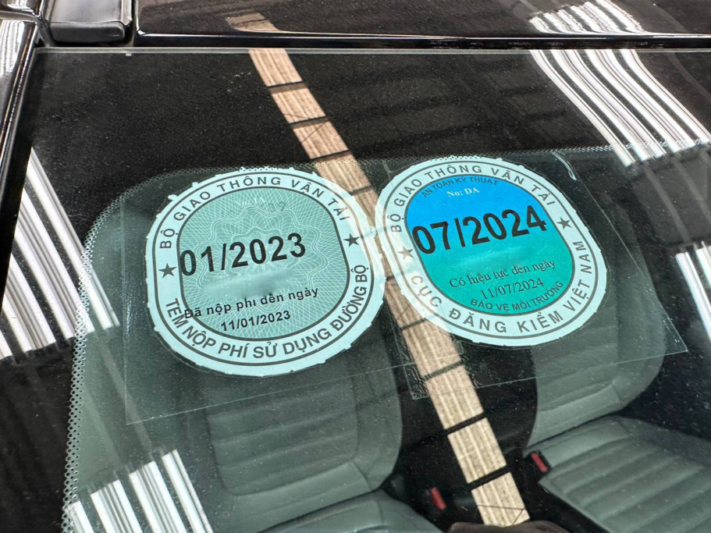 BỘ GIAO THÔNG VẬN TẢI
01/2023
Đã nộp phí đến ngày
11/01/2023
TEM NỘP PHÍ SỬ DỤNG ĐƯỜNG BỘ
BỘ GIAO THÔNG VẬN TẢI
AN TOÀN KỸ THUẬT
No: DA
07/2024
Có hiệu lực đến ngày
11/07/2024
BẢO VỆ MÔI TRƯỜNG
CỤC ĐĂNG KIỂM VIỆT NAM